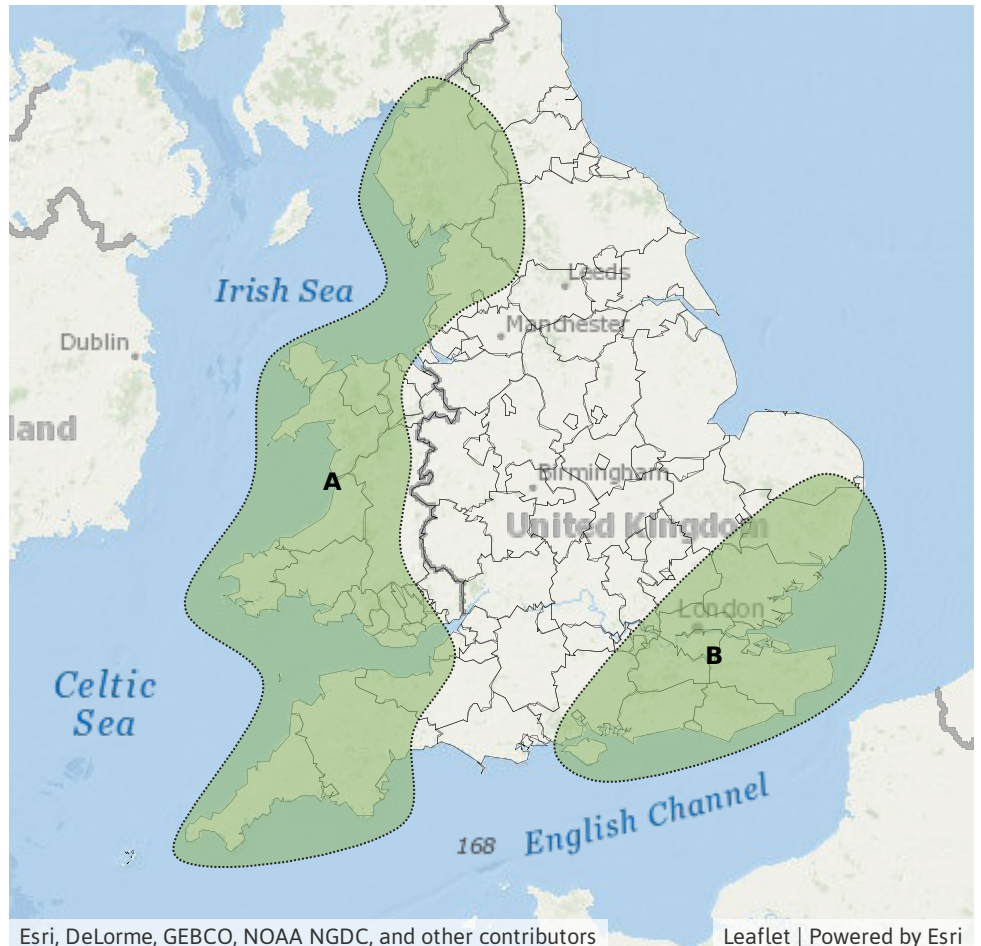 Irish Sea
Leeds
Manchester
Dublin
land
A
Birmingham
United Kingdom
London
B
Celtic
Sea
English Channel
168
Esri, DeLorme, GEBCO, NOAA NGDC, and other contributors
Leaflet | Powered by Esri